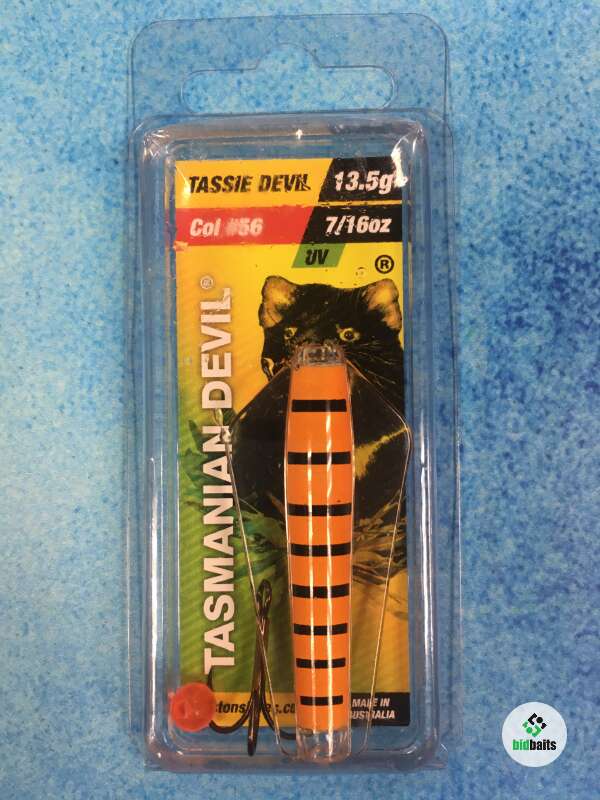 TASSIE DEVIL 13.5g
Col #56 7/16oz
UV
®
TASMANIAN DEVIL®
MADE IN
AUSTRALIA
bidbaits